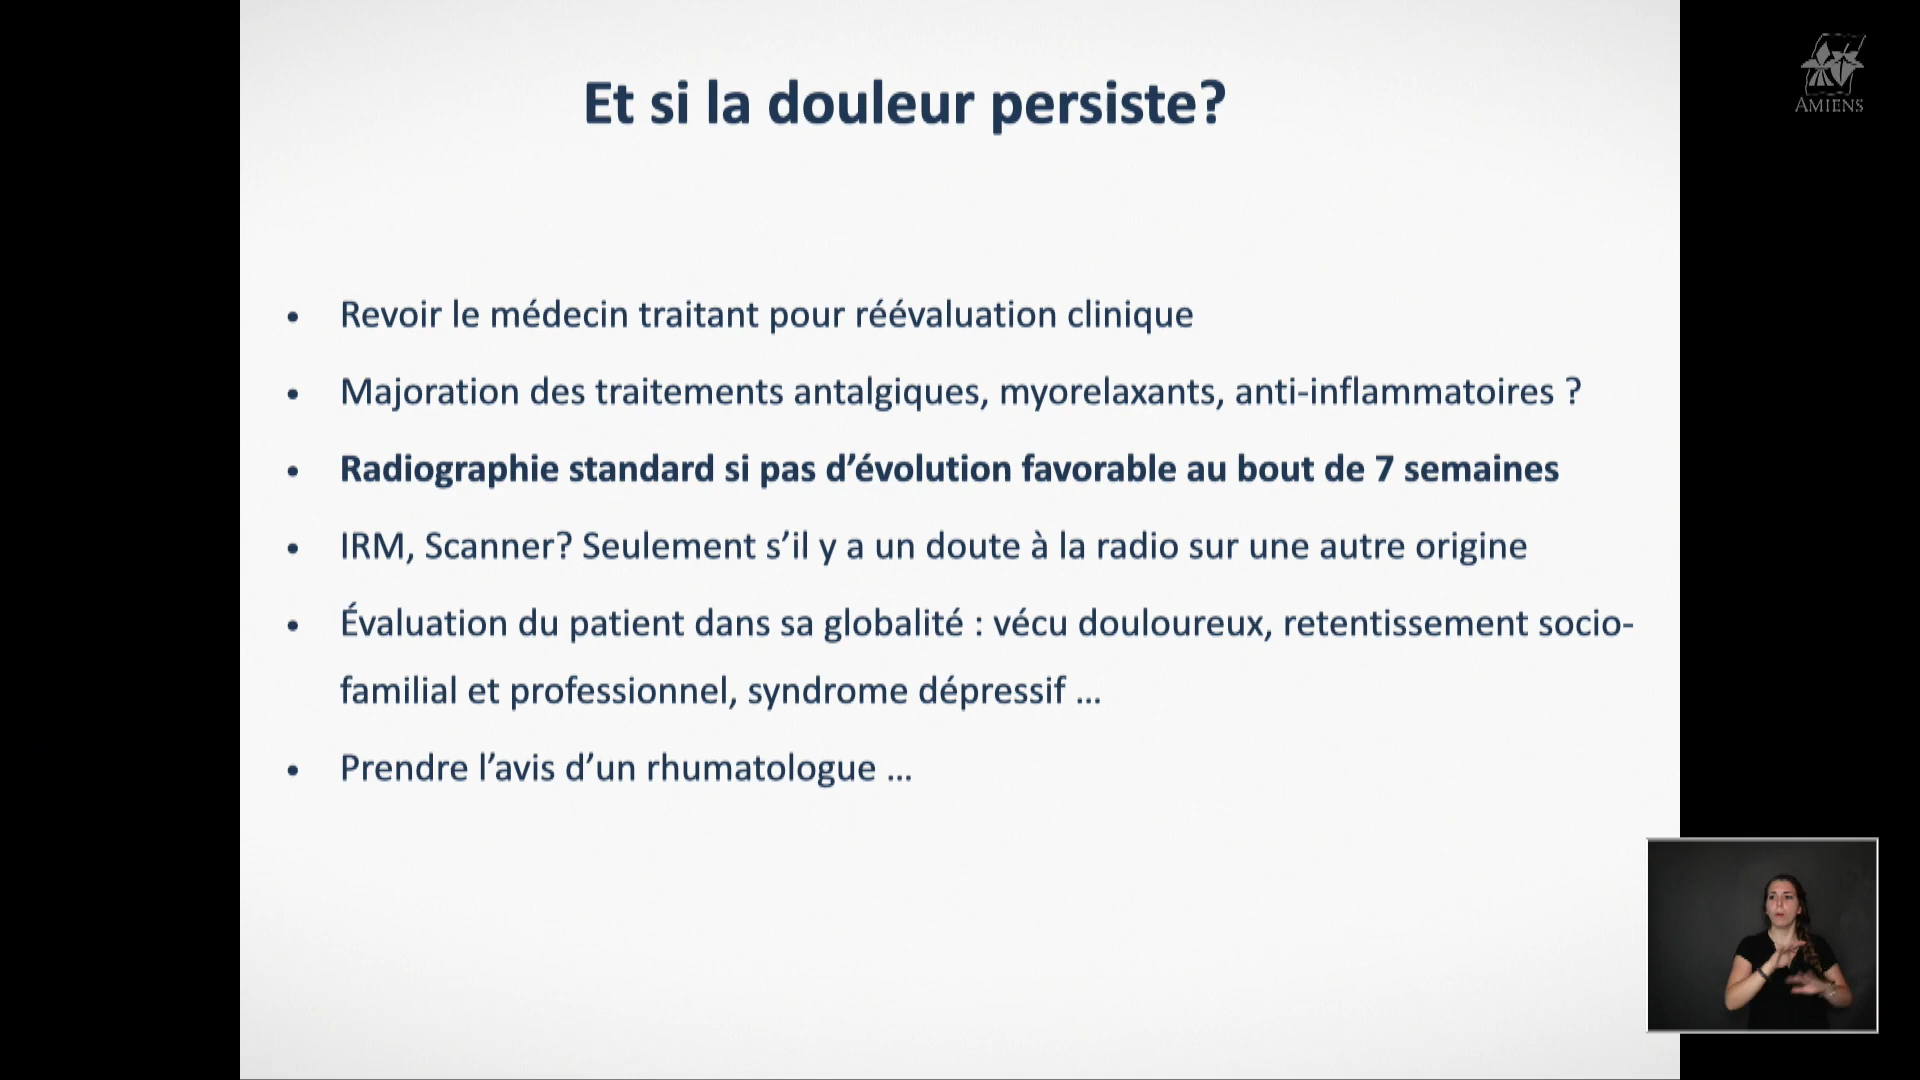 Et si la douleur persiste?
AMIENS
• Revoir le médecin traitant pour réévaluation clinique
• Majoration des traitements antalgiques, myorelaxants, anti-inflammatoires ?
• Radiographie standard si pas d’évolution favorable au bout de 7 semaines
• IRM, Scanner? Seulement s’il y a un doute à la radio sur une autre origine
• Évaluation du patient dans sa globalité : vécu douloureux, retentissement socio-
familial et professionnel, syndrome dépressif ...
• Prendre l’avis d’un rhumatologue ...